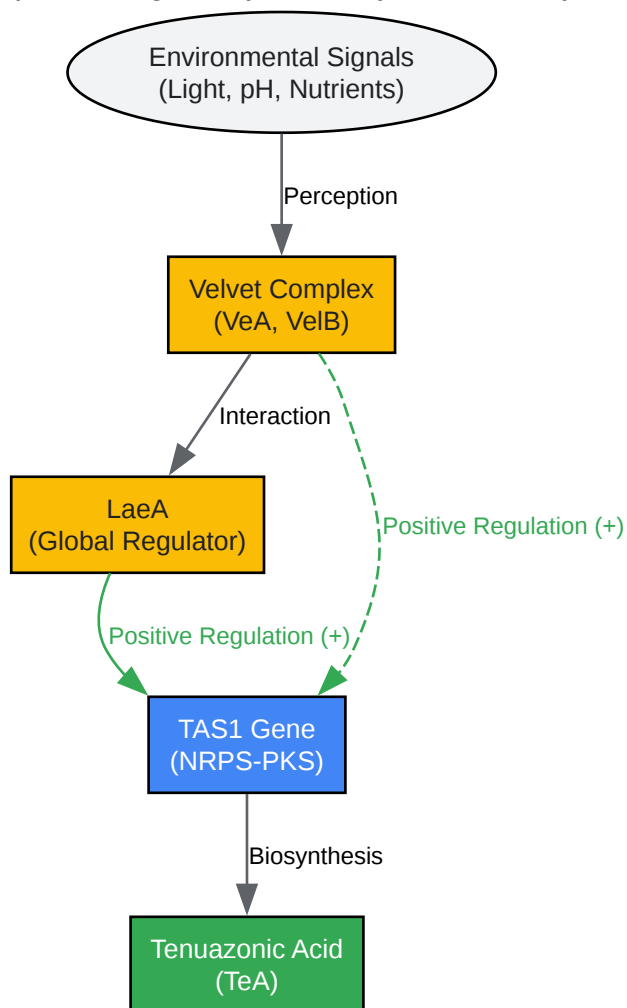 Environmental Signals
(Light, pH, Nutrients)
Perception
Velvet Complex
(VeA, VelB)
Interaction
LaeA
(Global Regulator)
Positive Regulation (+)
Positive Regulation (+)
TAS1 Gene
(NRPS-PKS)
Biosynthesis
Tenuazonic Acid
(TeA)